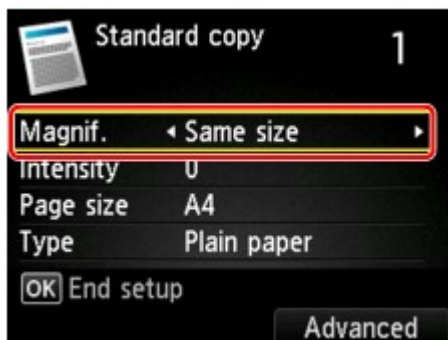 Standard copy 1
Magnif. Same size
Intensity 0
Page size A4
Type Plain paper
OK End setup
Advanced